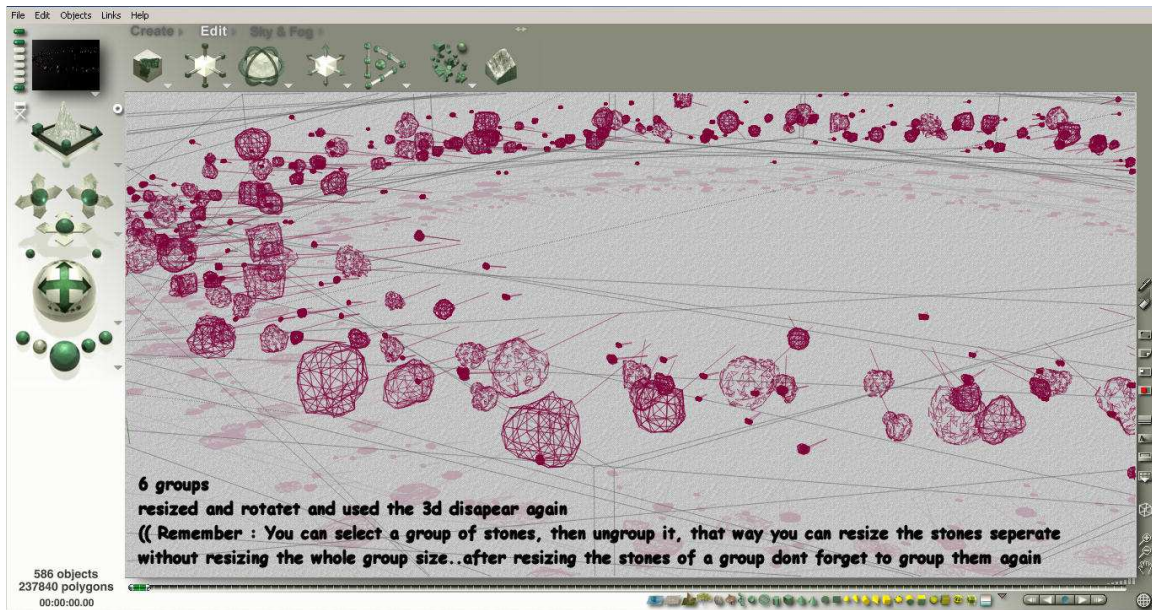 File Edit Objects Links Help
Create Edit Sky & Fog
6 groups
resized and rotatet and used the 3d disapear again
(( Remember : You can select a group of stones, then ungroup it, that way you can resize the stones seperate
without resizing the whole group size..after resizing the stones of a group dont forget to group them again
586 objects
237840 polygons
00:00:00.00